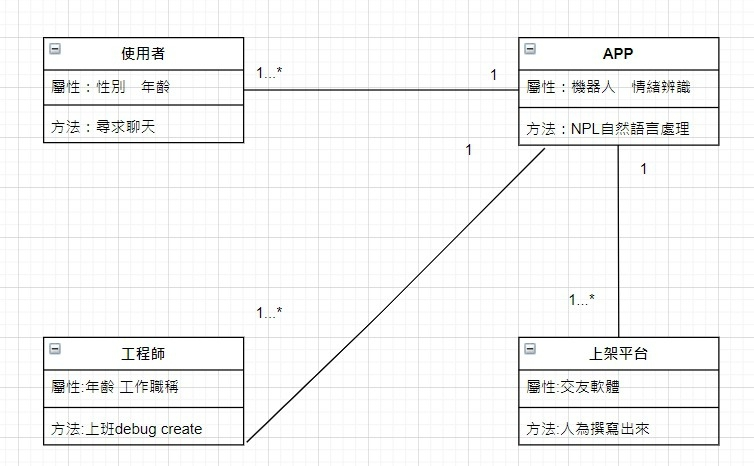 使用者
屬性：性別　年齡
方法：尋求聊天
1...*
1
APP
屬性：機器人　情緒辨識
方法：NPL自然語言處理
1
1
1...*
1...*
工程師
屬性:年齡 工作職稱
方法:上班debug create
上架平台
屬性:交友軟體
方法:人為撰寫出來